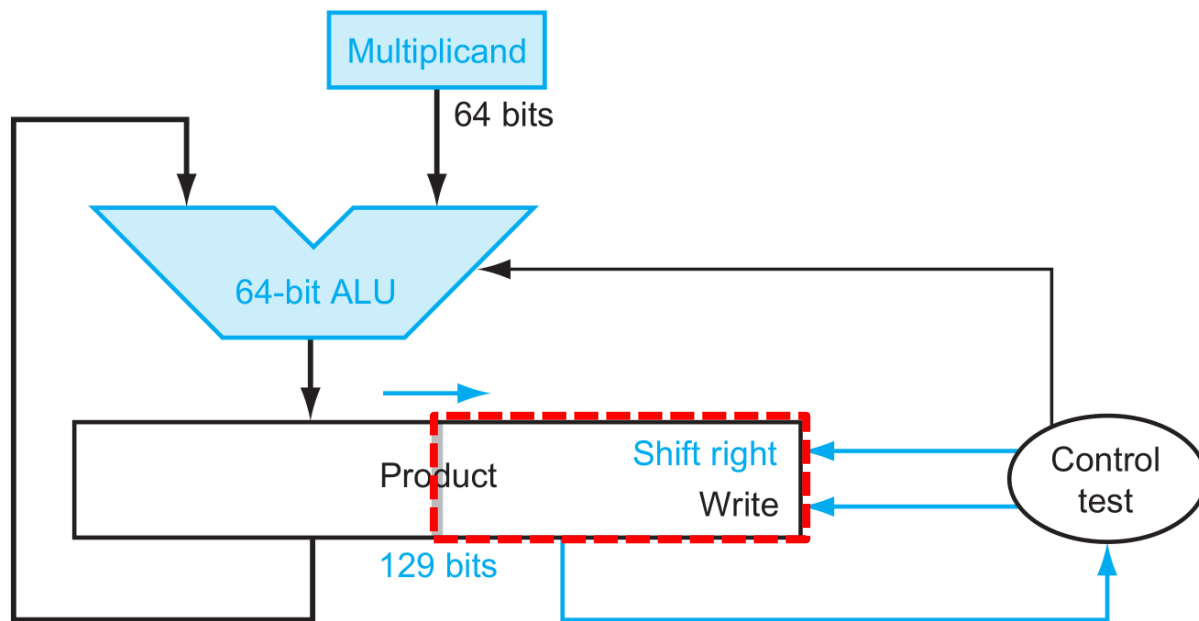 Multiplicand
64 bits
64-bit ALU
Product
Shift right
Write
129 bits
Control
test